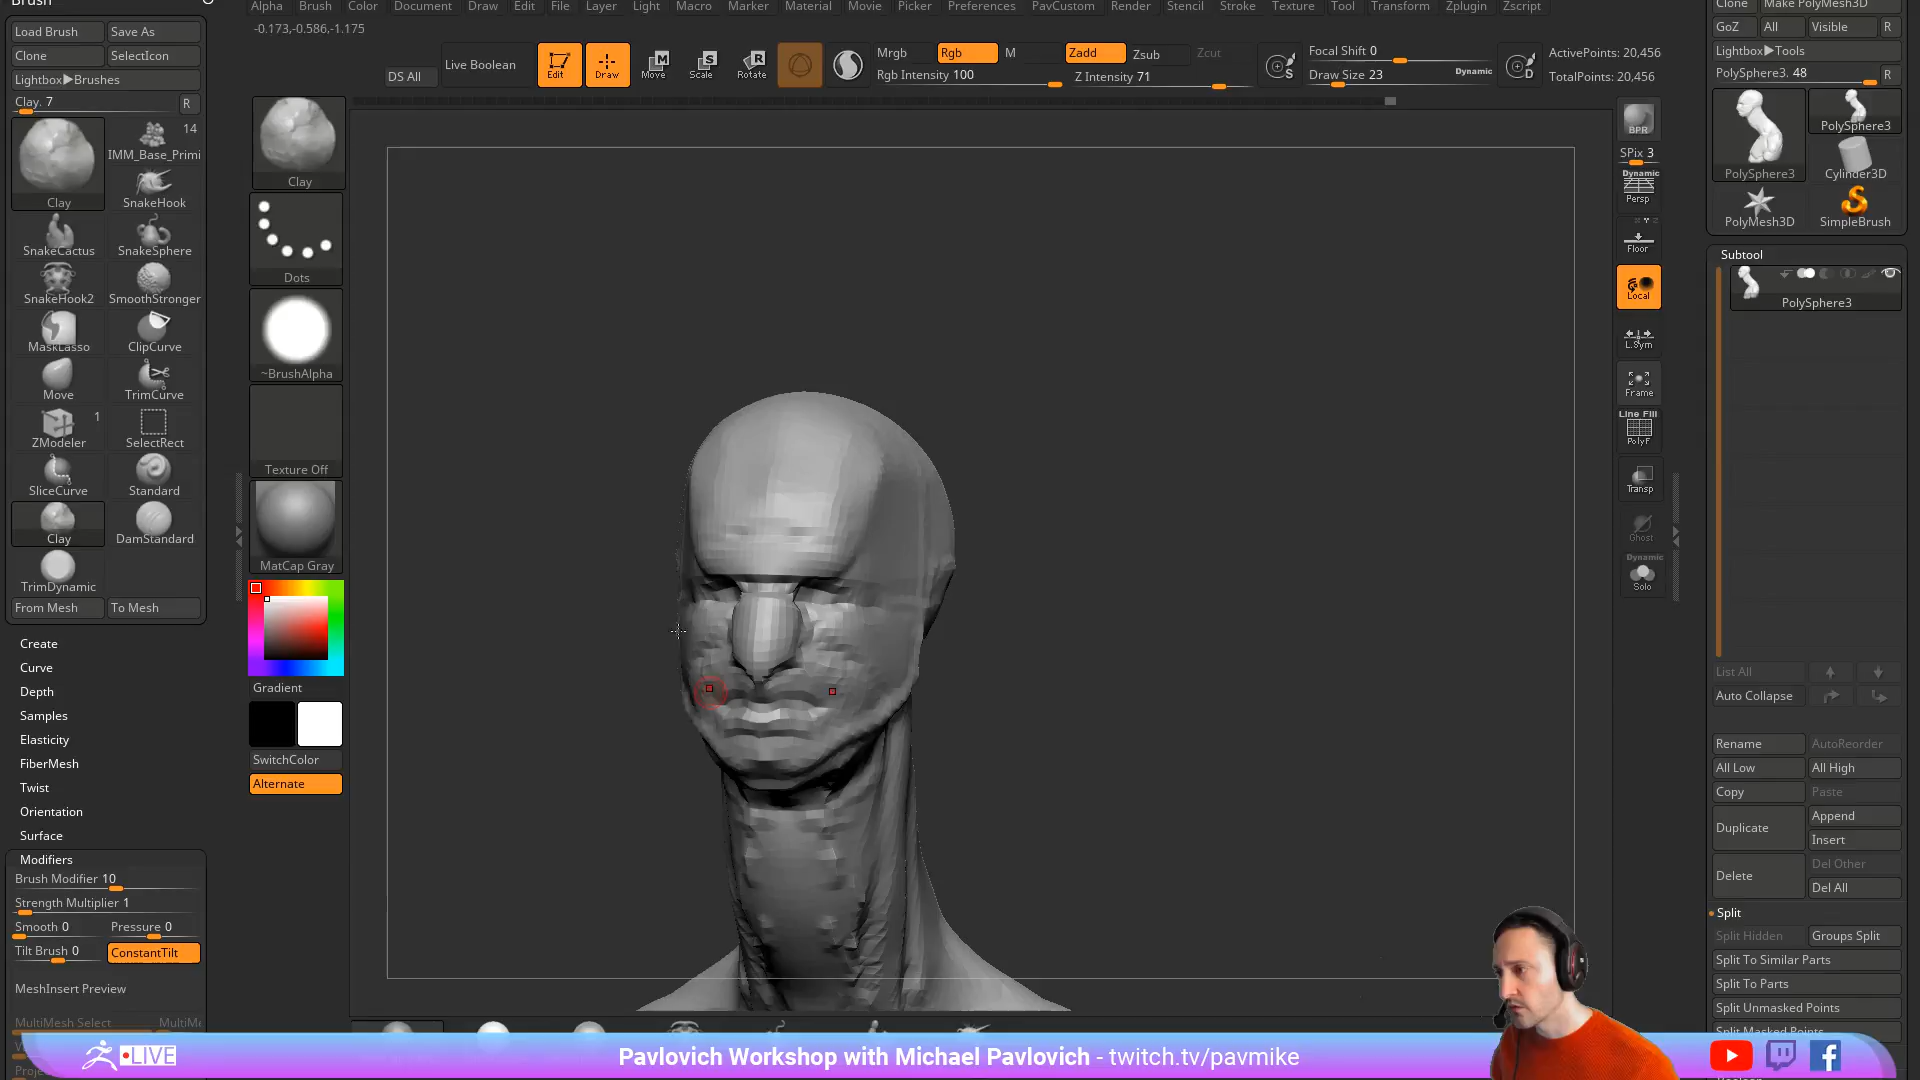 Brush
Load Brush
Save As
Clone
SelectIcon
Lightbox▶Brushes
Clay. 7
R
Clay
14
IMM_Base_Primi
SnakeHook
SnakeCactus
SnakeSphere
SnakeHook2
SmoothStronger
MaskLasso
ClipCurve
Move
TrimCurve
ZModeler
1
SelectRect
SliceCurve
Standard
Clay
DamStandard
TrimDynamic
From Mesh
To Mesh
Create
Curve
Depth
Samples
Elasticity
FiberMesh
Twist
Orientation
Surface
Modifiers
Brush Modifier 10
Strength Multiplier 1
Smooth 0
Pressure 0
Tilt Brush 0
ConstantTilt
MeshInsert Preview
MultiMesh Select
MultiMe
Alpha
Brush
Color
Document
Draw
Edit
File
Layer
Light
Macro
Marker
Material
Movie
Picker
Preferences
PavCustom
Render
Stencil
Stroke
Texture
Tool
Transform
Zplugin
Zscript
-0.173,-0.586,-1.175
DS All
Live Boolean
Edit
Draw
Move
Scale
Rotate
Mrgb
Rgb
M
Rgb Intensity 100
Zadd
Zsub
Zcut
Z Intensity 71
S
Focal Shift 0
Draw Size 23
Dynamic
D
ActivePoints: 20,456
TotalPoints: 20,456
Clay
Dots
~BrushAlpha
Texture Off
MatCap Gray
Gradient
SwitchColor
Alternate
BPR
SPix 3
Dynamic
Persp
Floor
Local
L.Sym
Frame
Line Fill
PolyF
Transp
Ghost
Dynamic
Solo
Clone
Make PolyMesh3D
GoZ
All
Visible
R
Lightbox▶Tools
PolySphere3. 48
R
PolySphere3
PolySphere3
Cylinder3D
PolyMesh3D
SimpleBrush
Subtool
PolySphere3
List All
Auto Collapse
Rename
AutoReorder
All Low
All High
Copy
Paste
Duplicate
Append
Insert
Delete
Del Other
Del All
Split
Split Hidden
Groups Split
Split To Similar Parts
Split To Parts
Split Unmasked Points
Split Masked Points
LIVE
Pavlovich Workshop with Michael Pavlovich - twitch.tv/pavmike